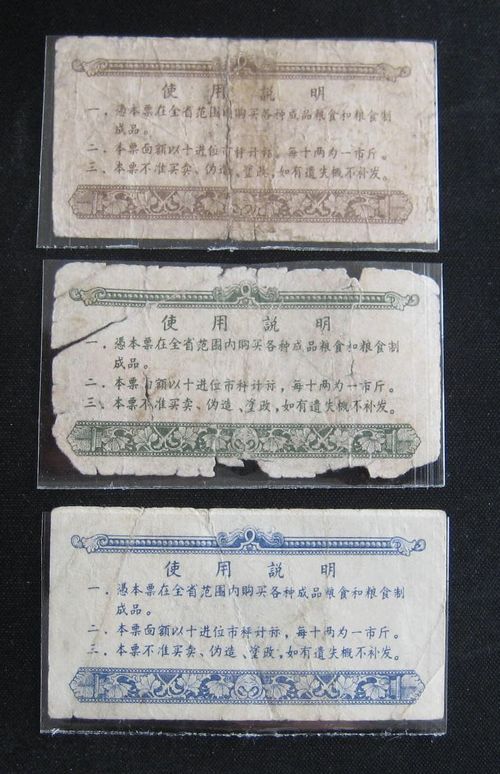 使用説明
一、憑本票在全省范围内购买各种成品粮食和粮食制
成品。
二、本票面额以十进位市秤计标，每十两为一市斤。
三、本票不准买卖、伪造、塗改，如有遗失概不补发。
使用説明
一、憑本票在全省范围内购买各种成品粮食和粮食制
成品。
二、本票面额以十进位市秤计标，每十两为一市斤。
三、本票不准买卖、伪造、塗改，如有遗失概不补发。
使用説明
一、憑本票在全省范围内购买各种成品粮食和粮食制
成品。
二、本票面额以十进位市秤计标，每十两为一市斤。
三、本票不准买卖、伪造、塗改，如有遗失概不补发。